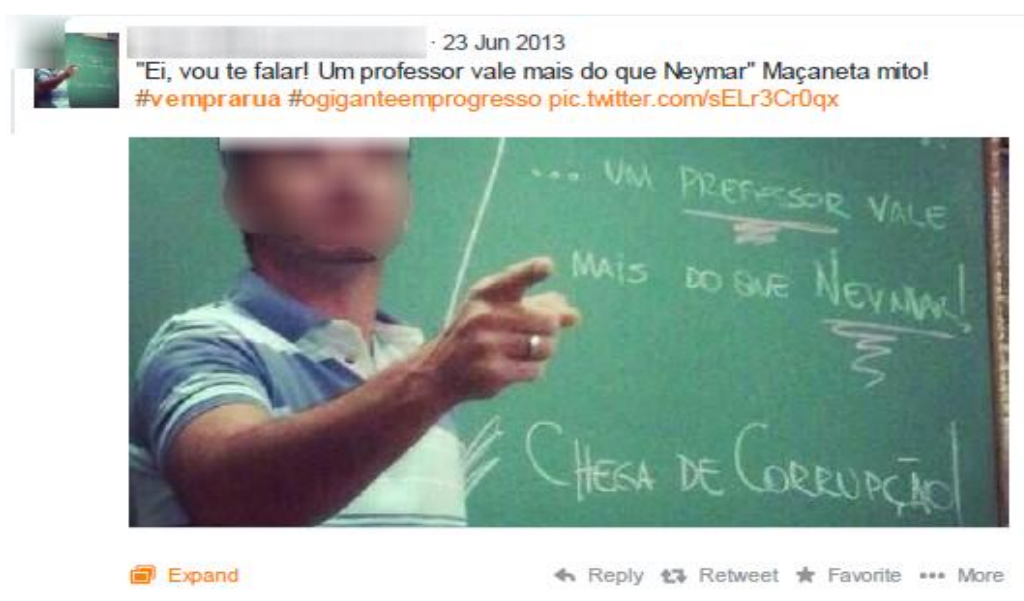 · 23 Jun 2013
"Ei, vou te falar! Um professor vale mais do que Neymar" Maçaneta mito!
#vemprarua #ogiganteemprogresso pic.twitter.com/sELr3Cr0qx
... UM PREFESSOR VALE
MAIS DO QUE NEYMAR!
CHEGA DE CORRUPÇÃO!
Expand Reply Retweet Favorite ••• More